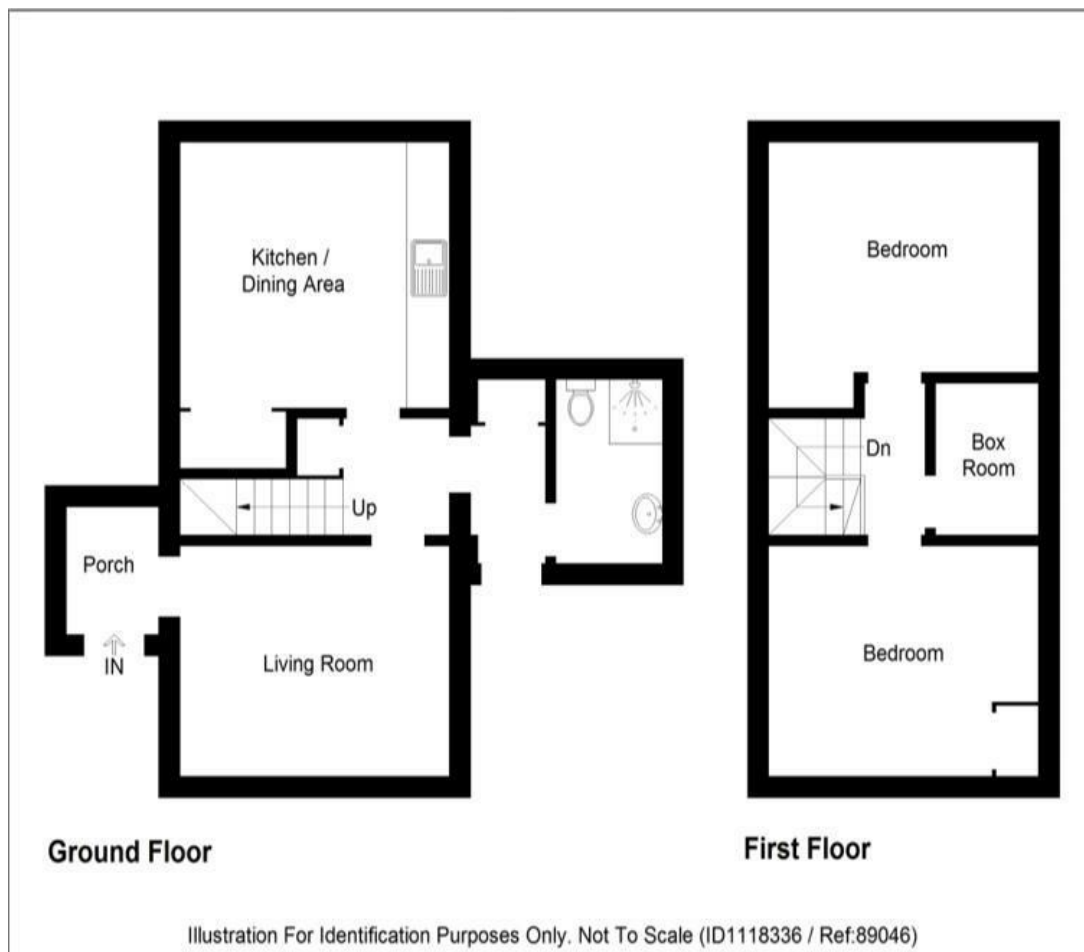 Kitchen /
Dining Area
Up
Porch
IN
Living Room
Ground Floor
Bedroom
Dn
Box
Room
Bedroom
First Floor
Illustration For Identification Purposes Only. Not To Scale (ID1118336 / Ref:89046)